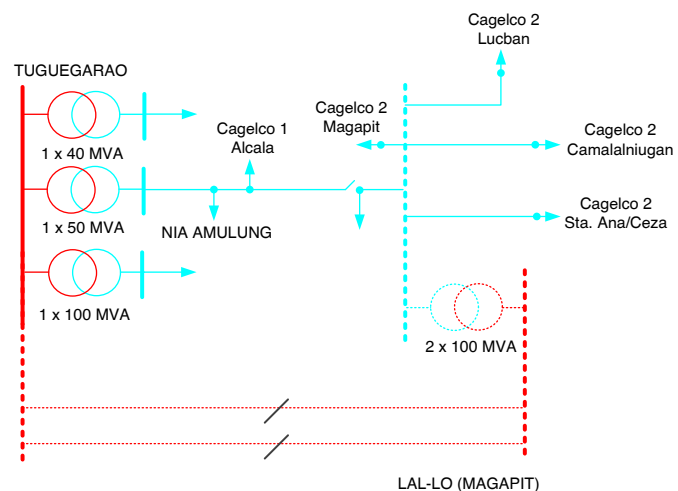 Cagelco 2
Lucban
TUGUEGARAO
1 x 40 MVA
Cagelco 1
Alcala
Cagelco 2
Magapit
Cagelco 2
Camalalniugan
1 x 50 MVA
NIA AMULUNG
Cagelco 2
Sta. Ana/Ceza
1 x 100 MVA
2 x 100 MVA
LAL-LO (MAGAPIT)